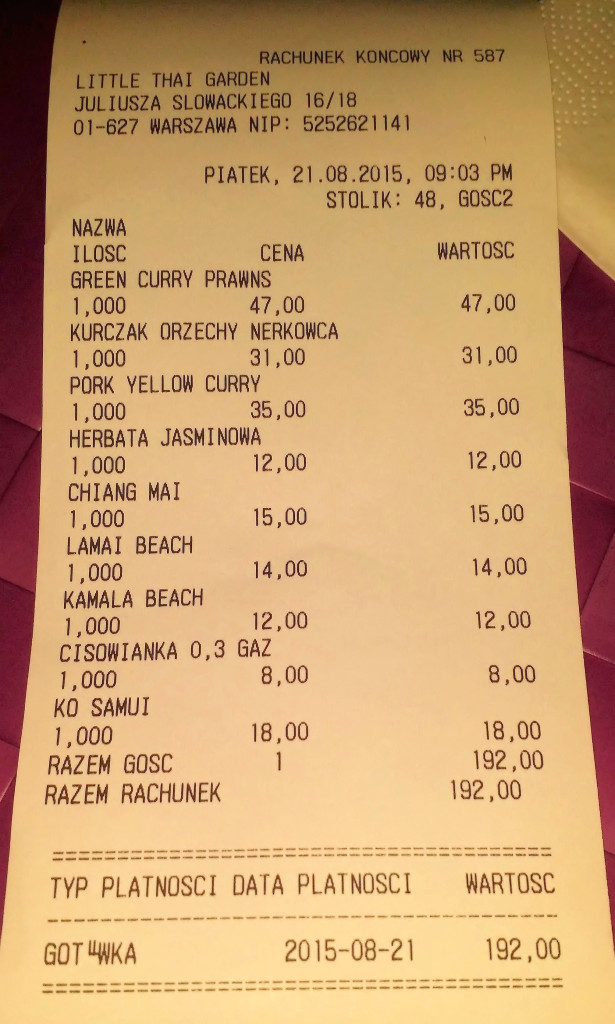 RACHUNEK KONCOWY NR 587
LITTLE THAI GARDEN
JULIUSZA SLOWACKIEGO 16/18
01-627 WARSZAWA NIP: 5252621141
PIATEK, 21.08.2015, 09:03 PM
STOLIK: 48, GOSC2
NAZWA
ILOSC CENA WARTOSC
GREEN CURRY PRAWNS
1,000 47,00 47,00
KURCZAK ORZECHY NERKOWCA
1,000 31,00 31,00
PORK YELLOW CURRY
1,000 35,00 35,00
HERBATA JASMINOWA
1,000 12,00 12,00
CHIANG MAI
1,000 15,00 15,00
LAMAI BEACH
1,000 14,00 14,00
KAMALA BEACH
1,000 12,00 12,00
CISOWIANKA 0,3 GAZ
1,000 8,00 8,00
KO SAMUI
1,000 18,00 18,00
RAZEM GOSC 1 192,00
RAZEM RACHUNEK 192,00
==========================================
TYP PLATNOSCI DATA PLATNOSCI WARTOSC
------------------------------------------
GOT╩WKA 2015-08-21 192,00
==========================================